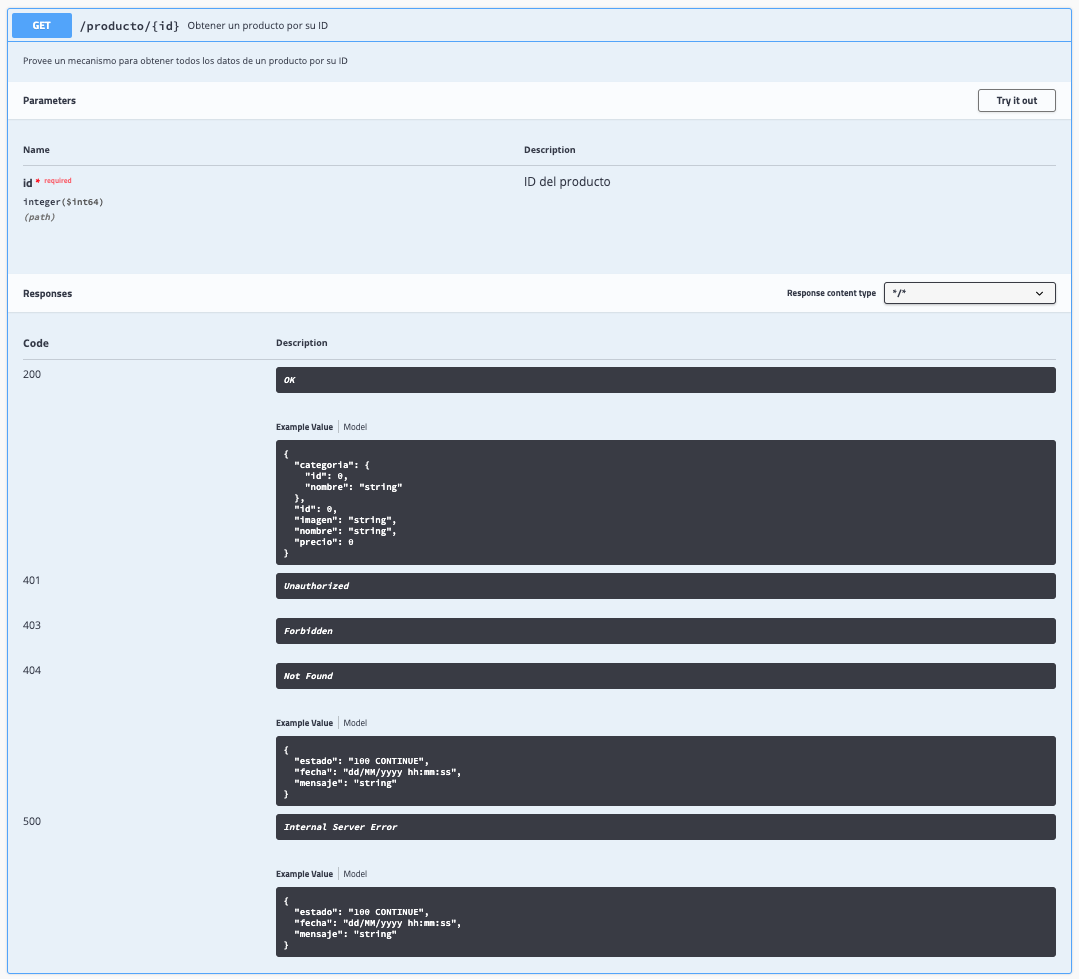 GET /producto/{id} Obtener un producto por su ID
Provee un mecanismo para obtener todos los datos de un producto por su ID
Parameters Try it out
Name Description
id * required ID del producto
integer($int64)
(path)
Responses Response content type */*
Code Description
200 OK
Example Value | Model
{
  "categoria": {
    "id": 0,
    "nombre": "string"
  },
  "id": 0,
  "imagen": "string",
  "nombre": "string",
  "precio": 0
}
401 Unauthorized
403 Forbidden
404 Not Found
Example Value | Model
{
  "estado": "100 CONTINUE",
  "fecha": "dd/MM/yyyy hh:mm:ss",
  "mensaje": "string"
}
500 Internal Server Error
Example Value | Model
{
  "estado": "100 CONTINUE",
  "fecha": "dd/MM/yyyy hh:mm:ss",
  "mensaje": "string"
}